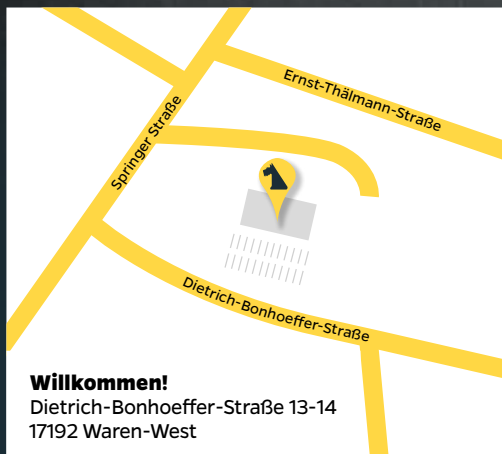 Ernst-Thälmann-Straße
Springer Straße
Dietrich-Bonhoeffer-Straße
Willkommen!
Dietrich-Bonhoeffer-Straße 13-14
17192 Waren-West